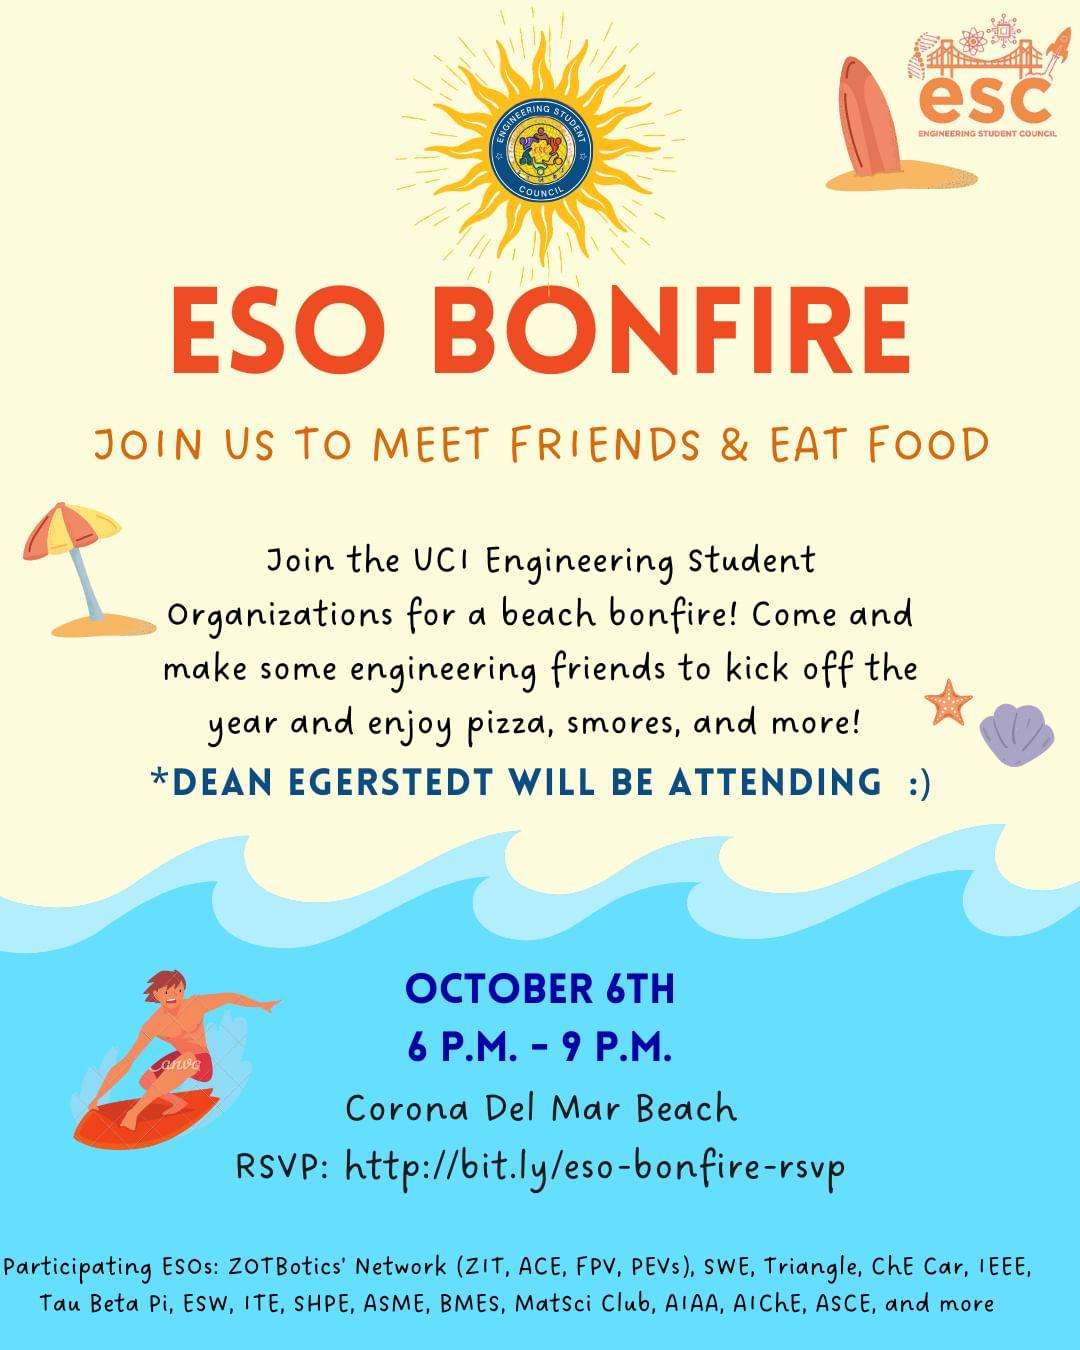 ENGINEERING STUDENT
COUNCIL
esc
ENGINEERING STUDENT COUNCIL
ESO BONFIRE
JOIN US TO MEET FRIENDS & EAT FOOD
Join the UCI Engineering Student
Organizations for a beach bonfire! Come and
make some engineering friends to kick off the
year and enjoy pizza, smores, and more!
*DEAN EGERSTEDT WILL BE ATTENDING :)
OCTOBER 6TH
6 P.M. - 9 P.M.
Canva
Corona Del Mar Beach
RSVP: http://bit.ly/eso-bonfire-rsvp
Participating ESOs: ZOTBotics' Network (ZIT, ACE, FPV, PEVs), SWE, Triangle, ChE Car, IEEE,
Tau Beta Pi, ESW, ITE, SHPE, ASME, BMES, MatSci Club, AIAA, AIChE, ASCE, and more